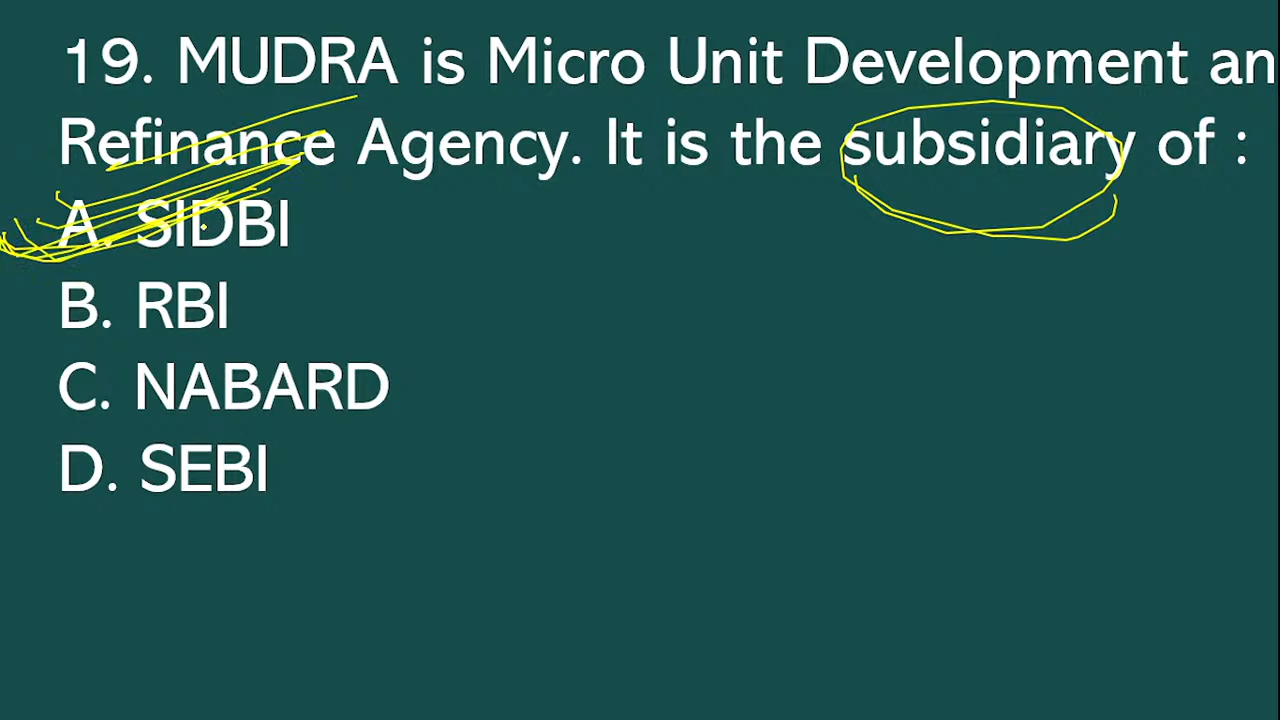 19. MUDRA is Micro Unit Development an
Refinance Agency. It is the subsidiary of :
A. SIDBI
B. RBI
C. NABARD
D. SEBI